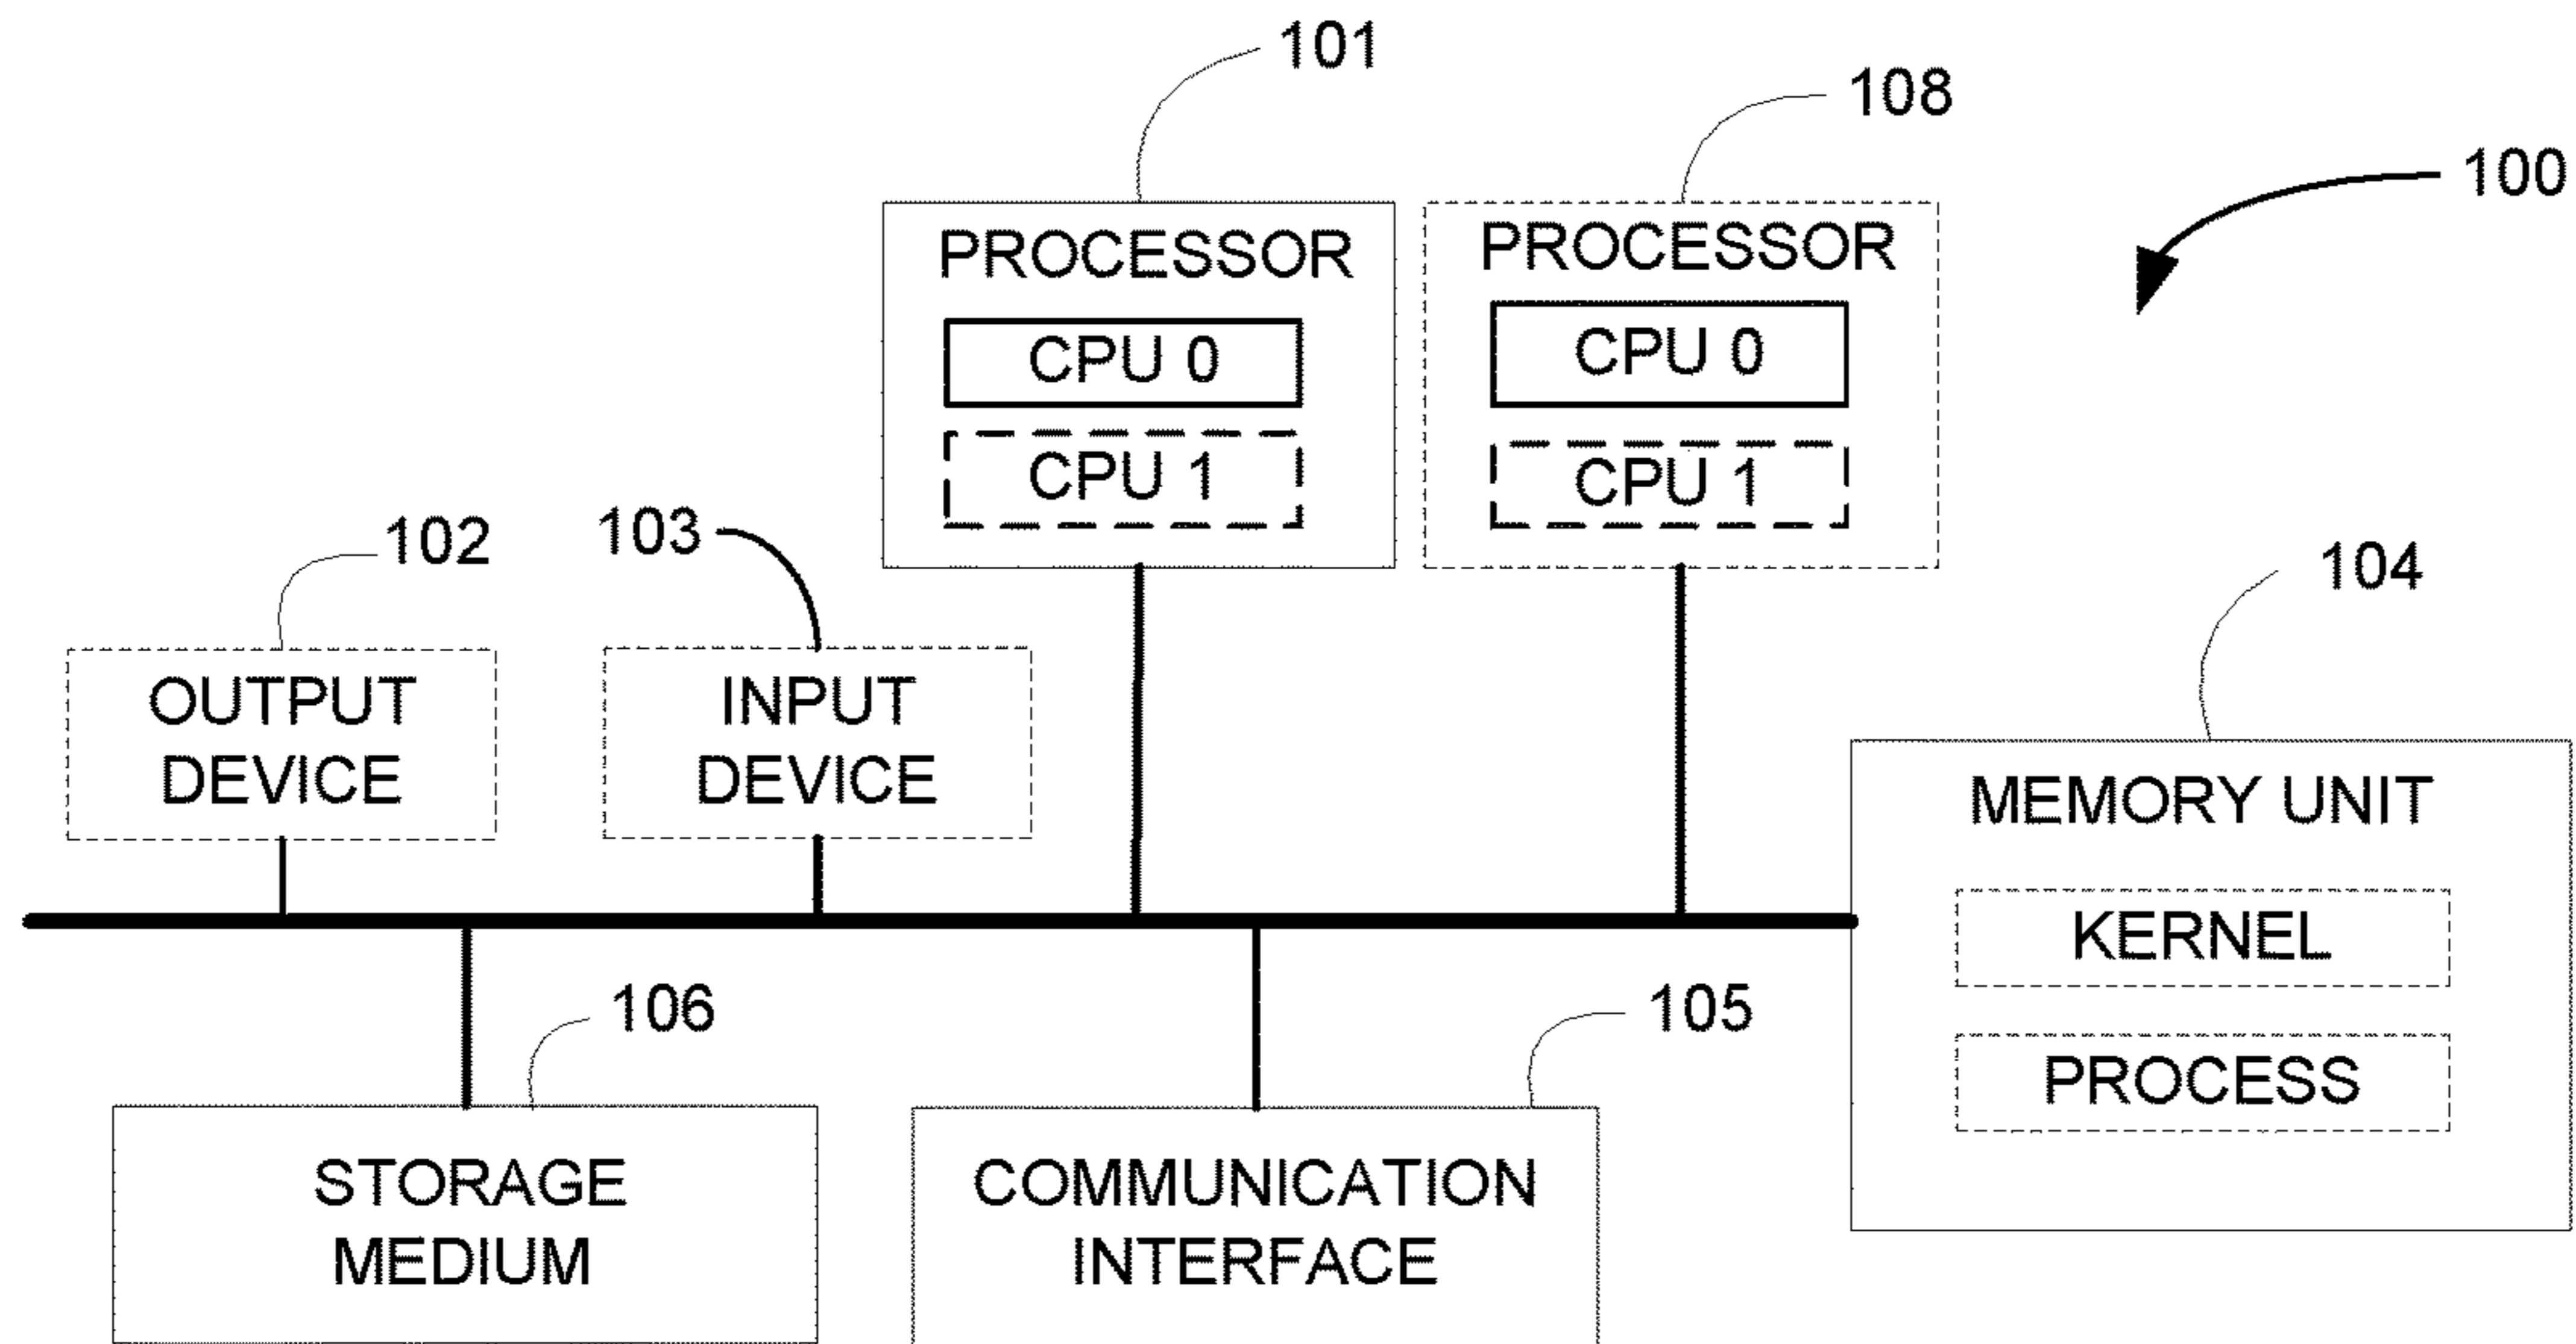 101
108
100
PROCESSOR
CPU 0
CPU 1
PROCESSOR
CPU 0
CPU 1
102
103
104
OUTPUT
DEVICE
INPUT
DEVICE
MEMORY UNIT
KERNEL
PROCESS
106
105
STORAGE
MEDIUM
COMMUNICATION
INTERFACE